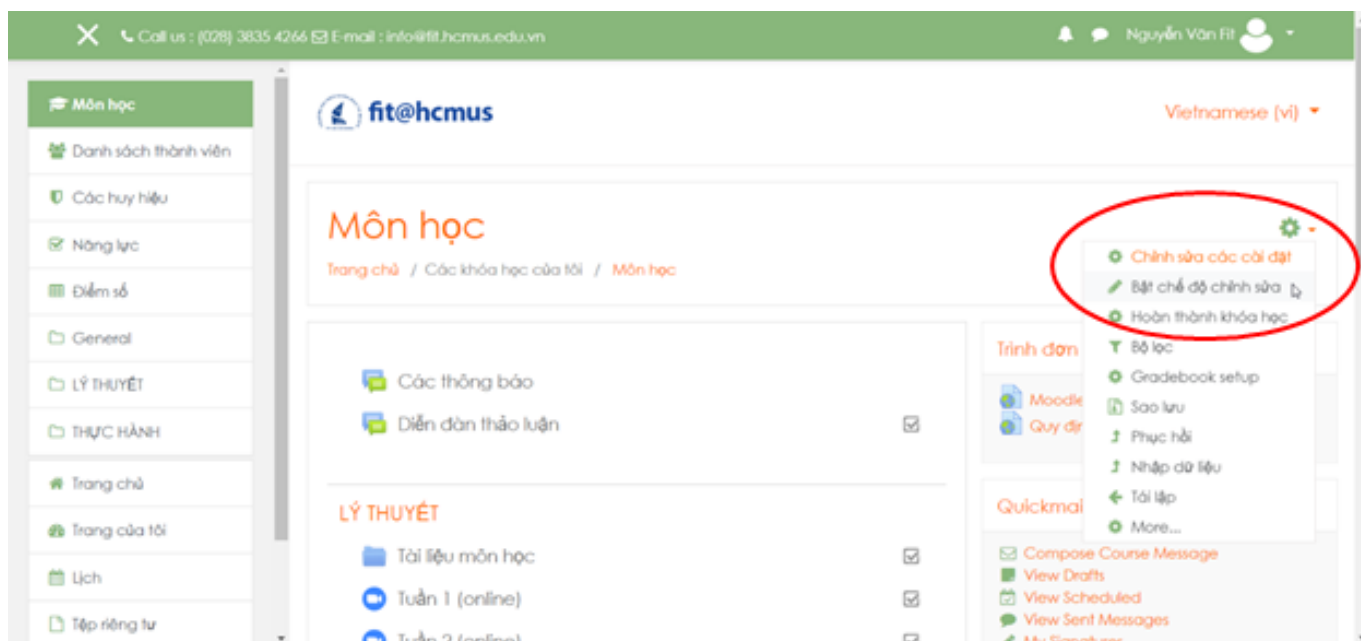 Call us : (028) 3835 4266 E-mail : info@fit.hcmus.edu.vn
Nguyễn Văn Fit
Môn học
Danh sách thành viên
Các huy hiệu
Năng lực
Điểm số
General
LÝ THUYẾT
THỰC HÀNH
Trang chủ
Trang của tôi
Lịch
Tệp riêng tư
fit@hcmus
Vietnamese (vi)
Môn học
Trang chủ / Các khóa học của tôi / Môn học
Chỉnh sửa các cài đặt
Bật chế độ chỉnh sửa
Hoàn thành khóa học
Bộ lọc
Gradebook setup
Sao lưu
Phục hồi
Nhập dữ liệu
Tái lập
More...
Các thông báo
Diễn đàn thảo luận
LÝ THUYẾT
Tài liệu môn học
Tuần 1 (online)
Tuần 2 (online)
Trình đơn
Moodle
Quy địn
Quickmai
Compose Course Message
View Drafts
View Scheduled
View Sent Messages
My Signatures